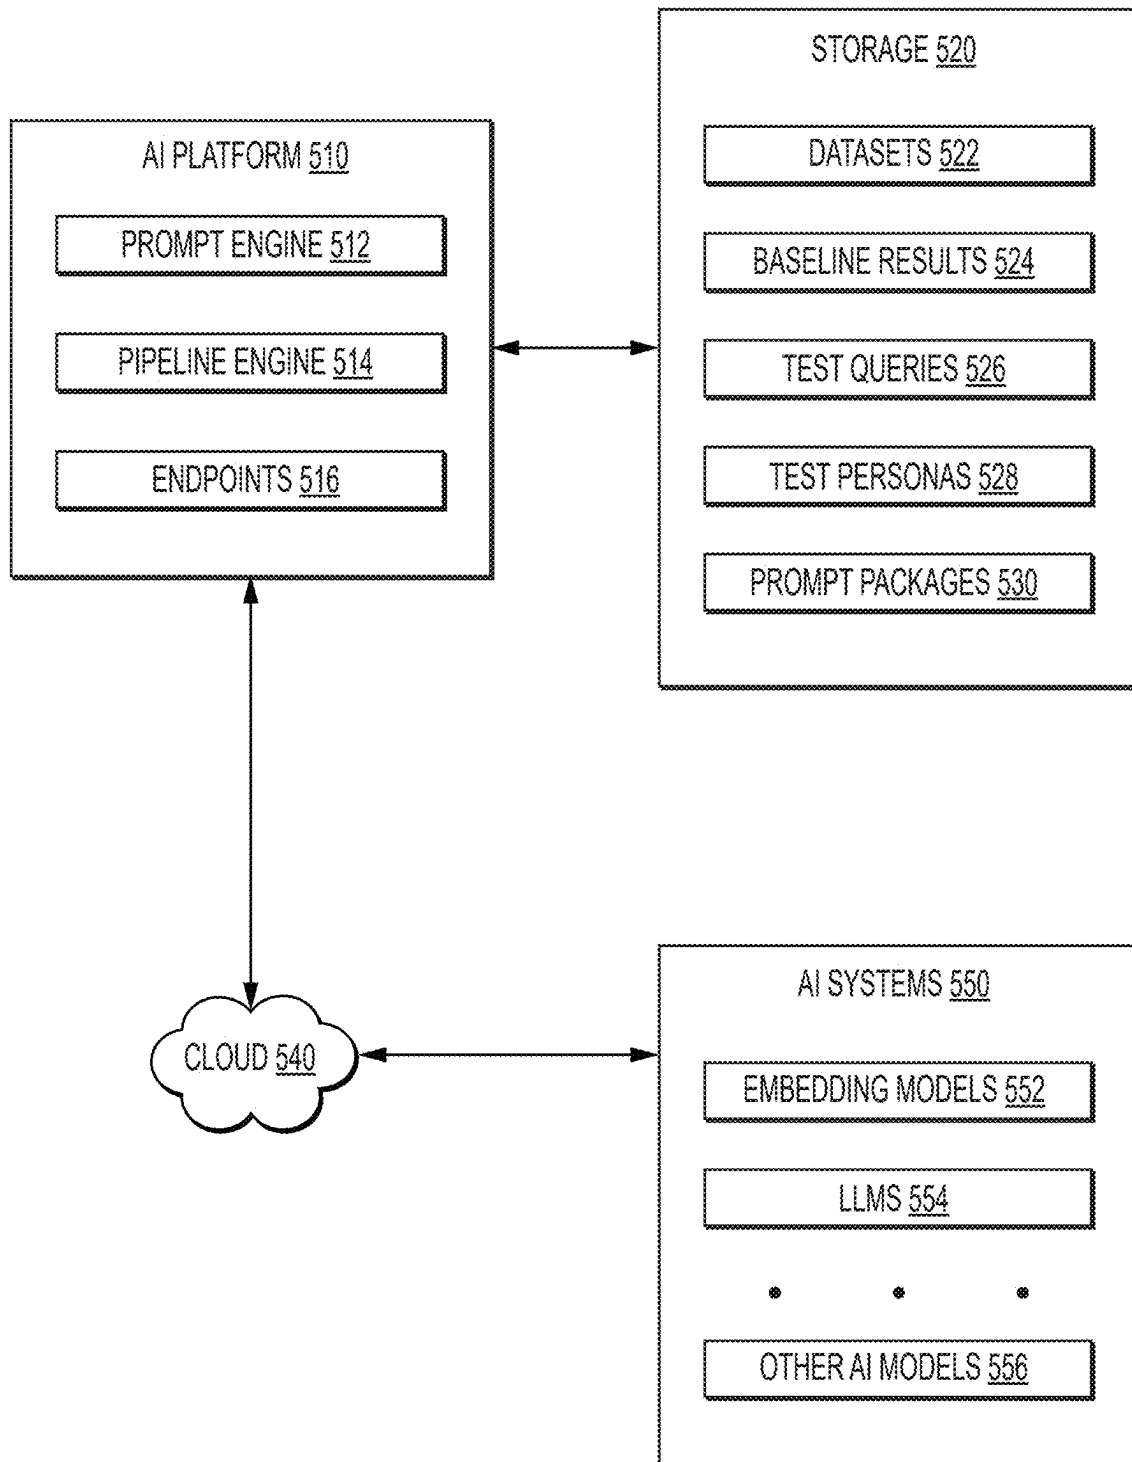 AI PLATFORM 510
PROMPT ENGINE 512
PIPELINE ENGINE 514
ENDPOINTS 516
STORAGE 520
DATASETS 522
BASELINE RESULTS 524
TEST QUERIES 526
TEST PERSONAS 528
PROMPT PACKAGES 530
CLOUD 540
AI SYSTEMS 550
EMBEDDING MODELS 552
LLMS 554
OTHER AI MODELS 556